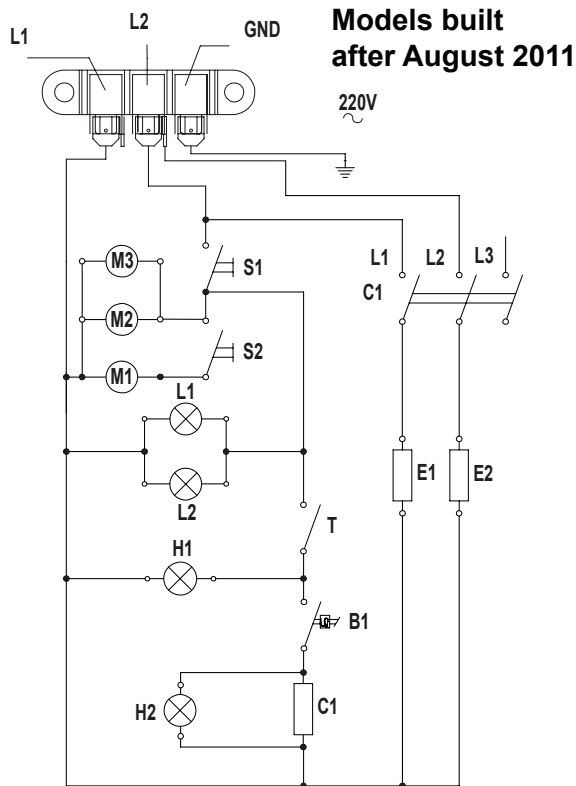 Models built
after August 2011
L1
L2
GND
220V
M3
M2
M1
S1
S2
L1
L2
L3
C1
L1
L2
E1
E2
T
H1
B1
H2
C1